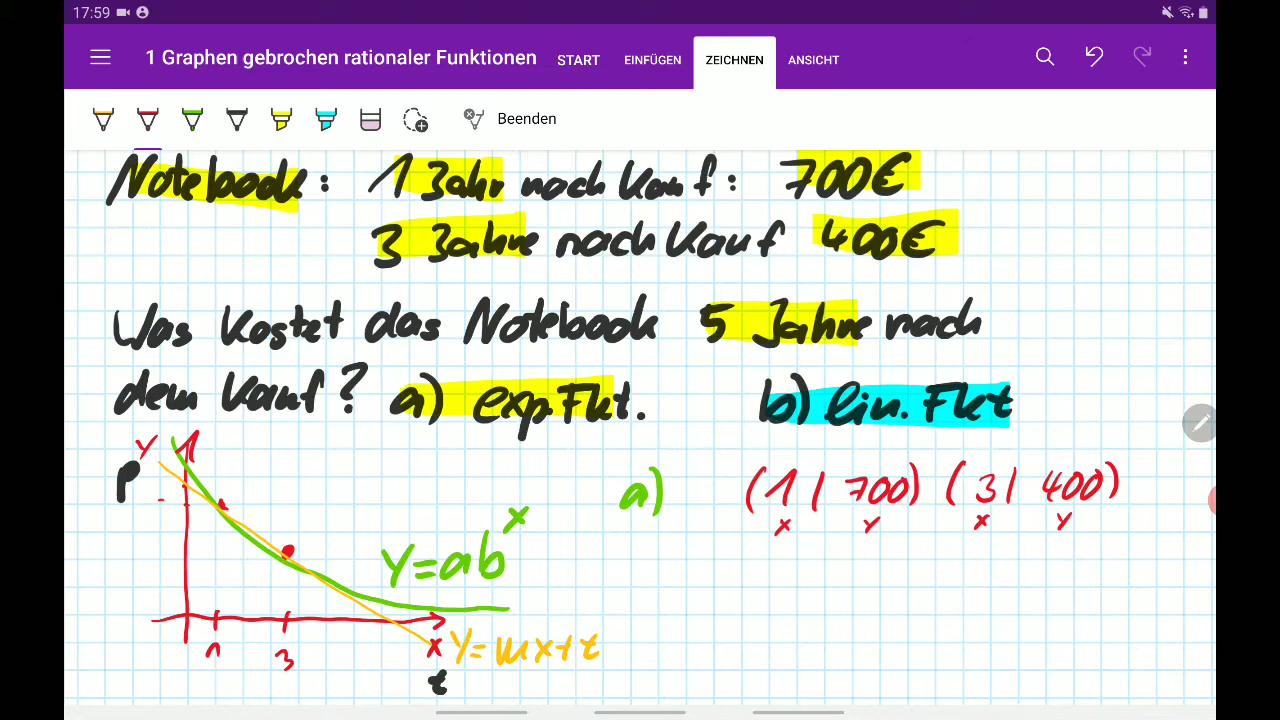 17:59
1 Graphen gebrochen rationaler Funktionen START EINFÜGEN ZEICHNEN ANSICHT
Beenden
Notebook: 1 Jahr nach Kauf: 700€
3 Jahre nach Kauf 400€
Was kostet das Notebook 5 Jahre nach
dem Kauf? a) exp. Fkt. b) lin. Fkt
y
p
a) (1 | 700) (3 | 400)
x y x y
y=ab^x
1 3 x y=mx+t
t